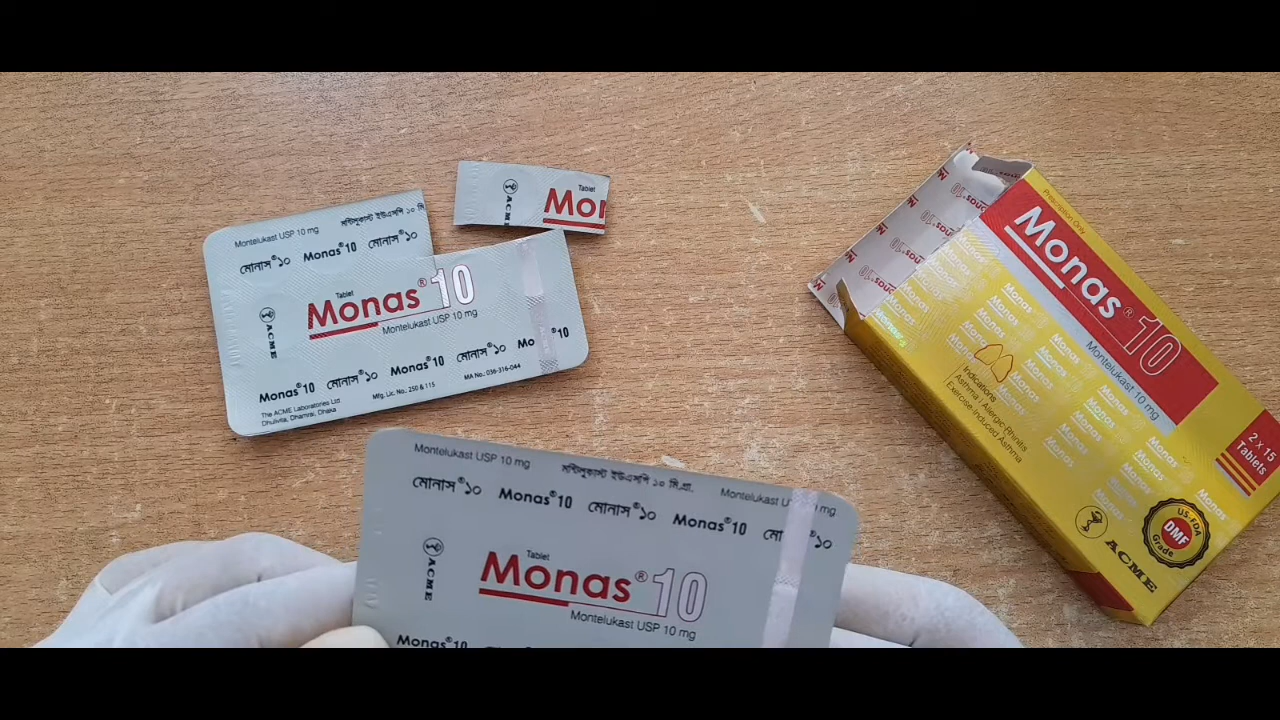 Tablet
Mon
ACME
Montelukast USP 10 mg
মন্টিলুকাস্ট ইউএসপি ১০ মি
মোনাস®১০ Monas®10 মোনাস®১০
Tablet
Monas®10
Montelukast USP 10 mg
ACME
Mo ®10
Monas®10 মোনাস®১০ Monas®10 মোনাস®১০
The ACME Laboratories Ltd
Dhulivita, Dhamrai, Dhaka
Mfg. Lic. No.: 250 & 115
MA No.: 036-316-044
Montelukast USP 10 mg মন্টিলুকাস্ট ইউএসপি ১০ মি.গ্রা. Montelukast U mg
মোনাস®১০ Monas®10 মোনাস®১০ Monas®10 মো ®১০
Tablet
Monas®10
Montelukast USP 10 mg
ACME
Monas®10
Prescription Only
Monas®10
Montelukast 10 mg
Indications
Asthma / Allergic Rhinitis
Exercise-Induced Asthma
2 x 15
Tablets
US-FDA
DMF
Grade
ACME